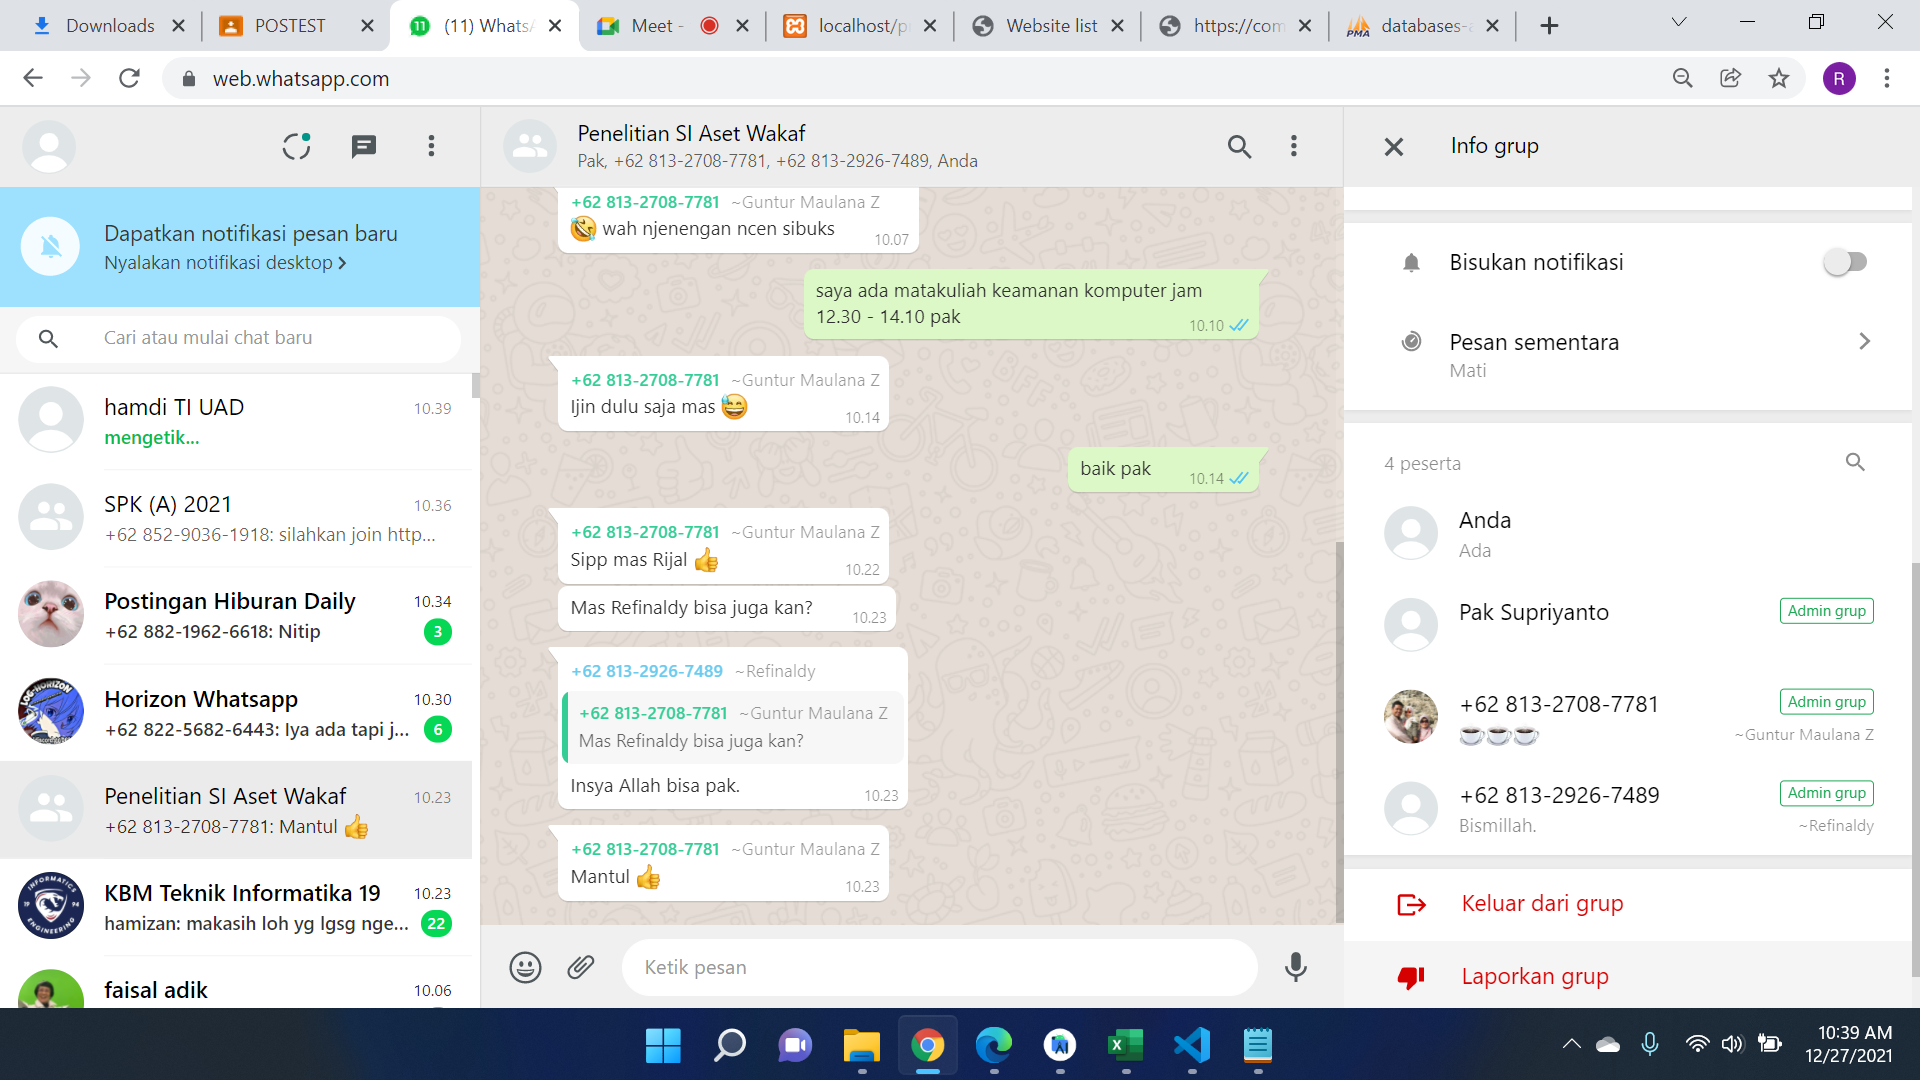 Downloads
POSTEST
11
(11) Whats
Meet -
localhost/p
Website list
https://com
PMA
databases-a
web.whatsapp.com
R
Dapatkan notifikasi pesan baru
Nyalakan notifikasi desktop
Cari atau mulai chat baru
hamdi TI UAD
10.39
mengetik...
SPK (A) 2021
10.36
+62 852-9036-1918: silahkan join http...
Postingan Hiburan Daily
10.34
+62 882-1962-6618: Nitip
3
Horizon Whatsapp
10.30
+62 822-5682-6443: Iya ada tapi j...
6
Penelitian SI Aset Wakaf
10.23
+62 813-2708-7781: Mantul 👍
INFORMATICS
19 94
ENGINEERING
KBM Teknik Informatika 19
10.23
hamizan: makasih loh yg lgsg nge...
22
faisal adik
10.06
Penelitian SI Aset Wakaf
Pak, +62 813-2708-7781, +62 813-2926-7489, Anda
+62 813-2708-7781 ~Guntur Maulana Z
🤣 wah njenengan ncen sibuks
10.07
saya ada matakuliah keamanan komputer jam
12.30 - 14.10 pak
10.10
+62 813-2708-7781 ~Guntur Maulana Z
Ijin dulu saja mas 😅
10.14
baik pak
10.14
+62 813-2708-7781 ~Guntur Maulana Z
Sipp mas Rijal 👍
10.22
Mas Refinaldy bisa juga kan?
10.23
+62 813-2926-7489 ~Refinaldy
+62 813-2708-7781 ~Guntur Maulana Z
Mas Refinaldy bisa juga kan?
Insya Allah bisa pak.
10.23
+62 813-2708-7781 ~Guntur Maulana Z
Mantul 👍
10.23
Ketik pesan
Info grup
Bisukan notifikasi
Pesan sementara
Mati
4 peserta
Anda
Ada
Pak Supriyanto
Admin grup
+62 813-2708-7781
Admin grup
☕☕☕
~Guntur Maulana Z
+62 813-2926-7489
Admin grup
Bismillah.
~Refinaldy
Keluar dari grup
Laporkan grup
10:39 AM
12/27/2021